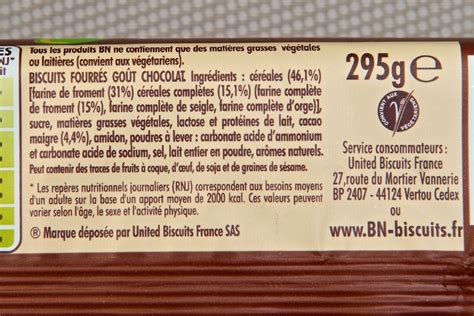 Tous les produits BN ne contiennent que des matières grasses végétales
ou laitières (convient aux végétariens).
BISCUITS FOURRÉS GOÛT CHOCOLAT. Ingrédients : céréales (46,1%)
[farine de froment (31%) céréales complètes (15,1%) (farine complète
de froment (15%), farine complète de seigle, farine complète d'orge)],
sucre, matières grasses végétales, lactose et protéines de lait, cacao
maigre (4,4%), amidon, poudres à lever : carbonate acide d'ammonium
et carbonate acide de sodium, sel, lait entier en poudre, arômes naturels.
Peut contenir des traces de fruits à coque, d'œuf, de soja et de graines de sésame.
* Les repères nutritionnels journaliers (RNJ) correspondent aux besoins moyens
d'un adulte sur la base d'un apport moyen de 2000 kcal. Ces valeurs peuvent
varier selon l'âge, le sexe et l'activité physique.
® Marque déposée par United Biscuits France SAS
295g℮
CONVIENT AUX VÉGÉTARIENS
Service consommateurs :
United Biscuits France
27,route du Mortier Vannerie
BP 2407 - 44124 Vertou Cedex
ou
www.BN-biscuits.fr